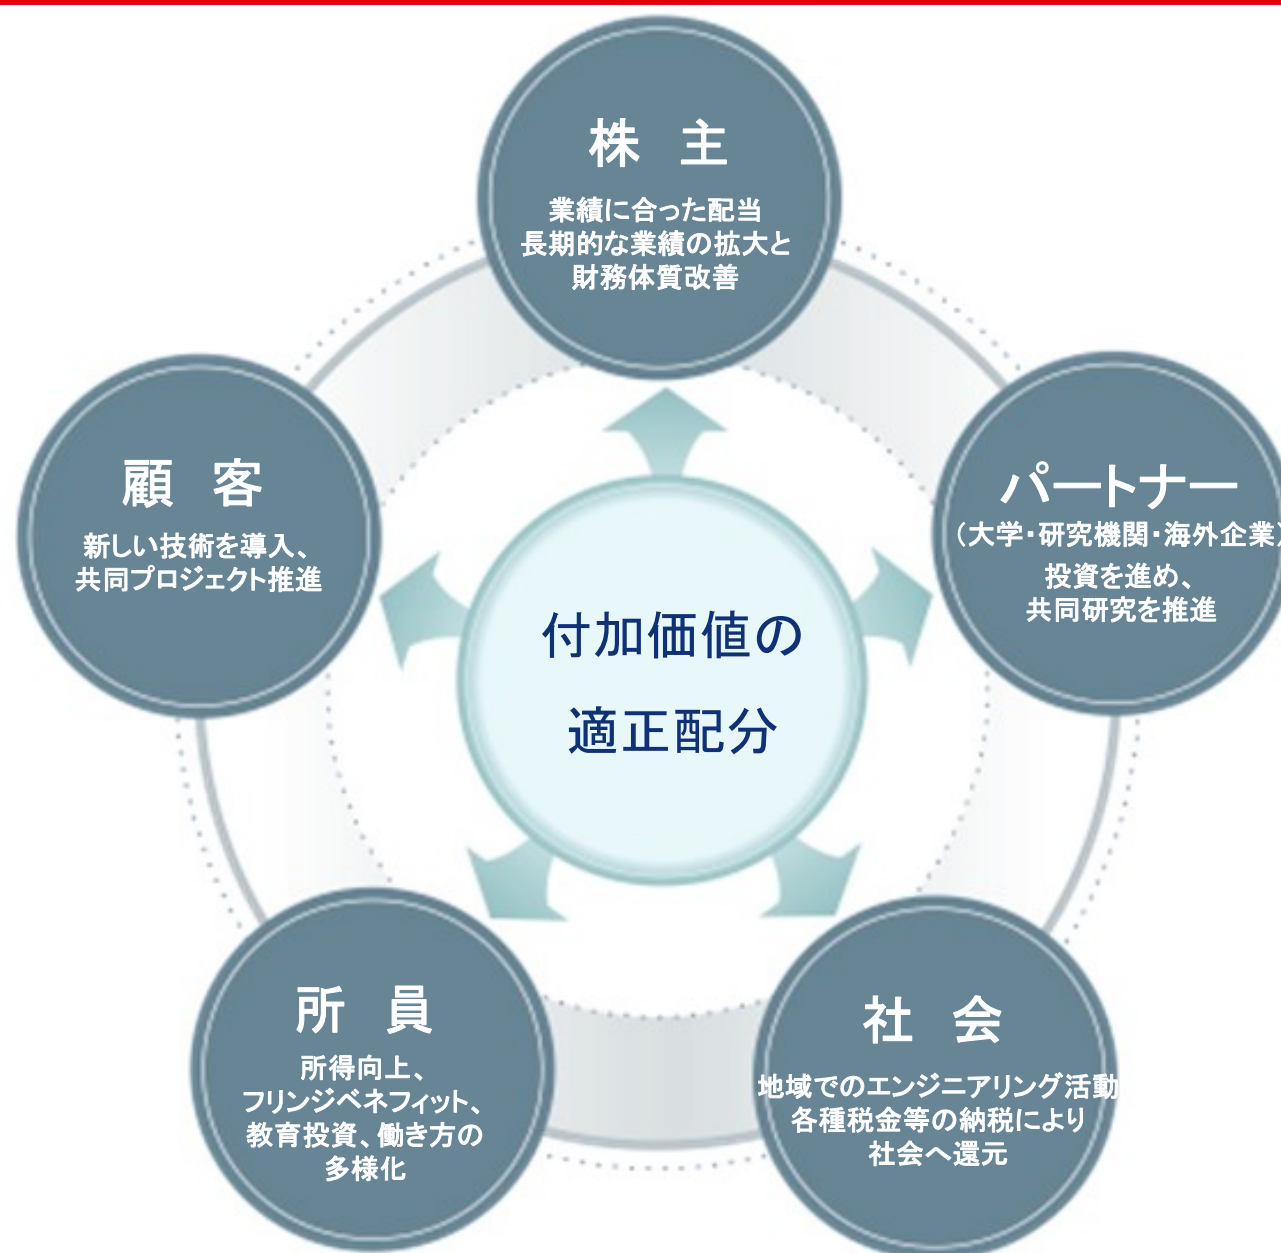 株 主
業績に合った配当
長期的な業績の拡大と
財務体質改善
顧 客
新しい技術を導入、
共同プロジェクト推進
パートナー
（大学・研究機関・海外企業）
投資を進め、
共同研究を推進
付加価値の
適正配分
所 員
所得向上、
フリンジベネフィット、
教育投資、働き方の
多様化
社 会
地域でのエンジニアリング活動
各種税金等の納税により
社会へ還元